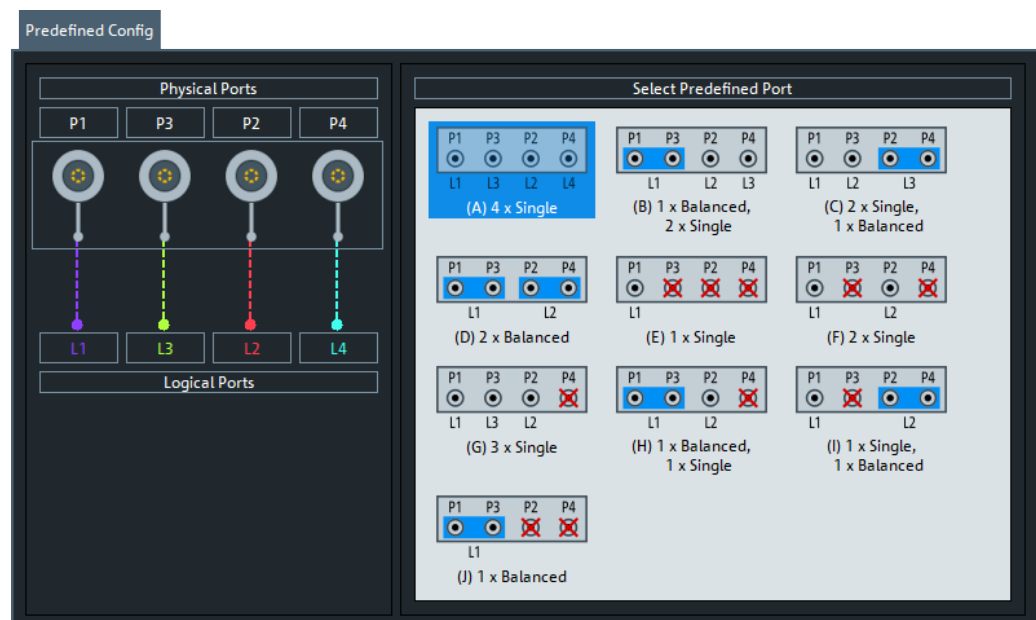 Predefined Config
Physical Ports
P1 P3 P2 P4
L1 L3 L2 L4
Logical Ports
Select Predefined Port
P1 P3 P2 P4
L1 L3 L2 L4
(A) 4 x Single
P1 P3 P2 P4
L1 L2 L3
(B) 1 x Balanced,
2 x Single
P1 P3 P2 P4
L1 L2 L3
(C) 2 x Single,
1 x Balanced
P1 P3 P2 P4
L1 L2
(D) 2 x Balanced
P1 P3 P2 P4
L1
(E) 1 x Single
P1 P3 P2 P4
L1 L2
(F) 2 x Single
P1 P3 P2 P4
L1 L3 L2
(G) 3 x Single
P1 P3 P2 P4
L1 L2
(H) 1 x Balanced,
1 x Single
P1 P3 P2 P4
L1 L2
(I) 1 x Single,
1 x Balanced
P1 P3 P2 P4
L1
(J) 1 x Balanced